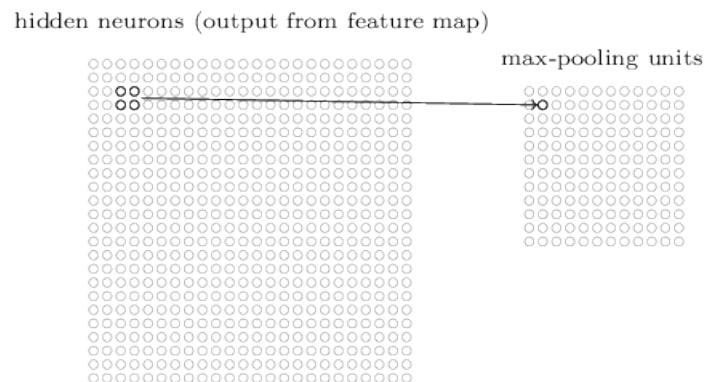 hidden neurons (output from feature map)
max-pooling units